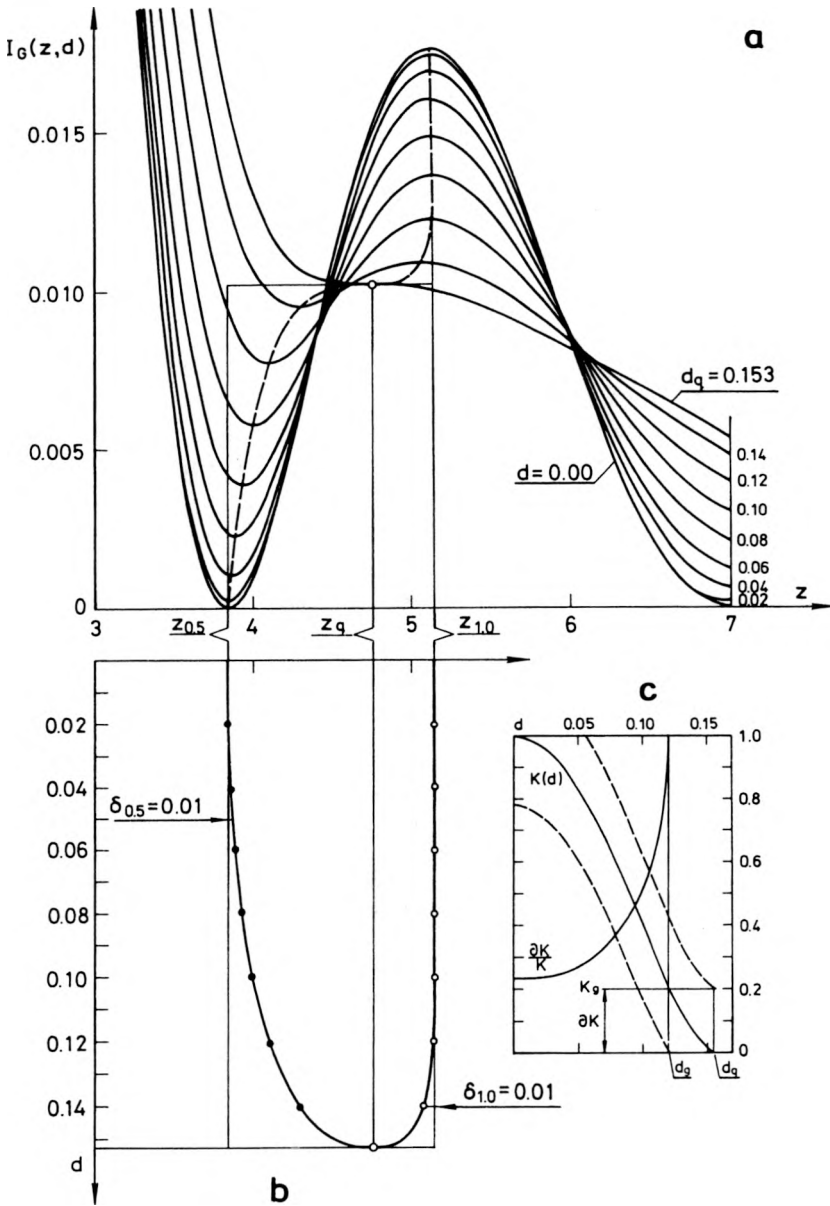 I_G(z,d)
a
0.015
0.010
0.005
0
d_q = 0.153
d = 0.00
0.14
0.12
0.10
0.08
0.06
0.04
0.02
z
3
z_0.5
4
z_q
5
z_1.0
6
7
c
d
0.05
0.10
0.15
1.0
K(d)
0.8
0.6
0.4
∂K
K
K_g
0.2
∂K
0
d_g
d_q
0.02
δ_0.5 = 0.01
0.04
0.06
0.08
0.10
0.12
0.14
δ_1.0 = 0.01
d
b